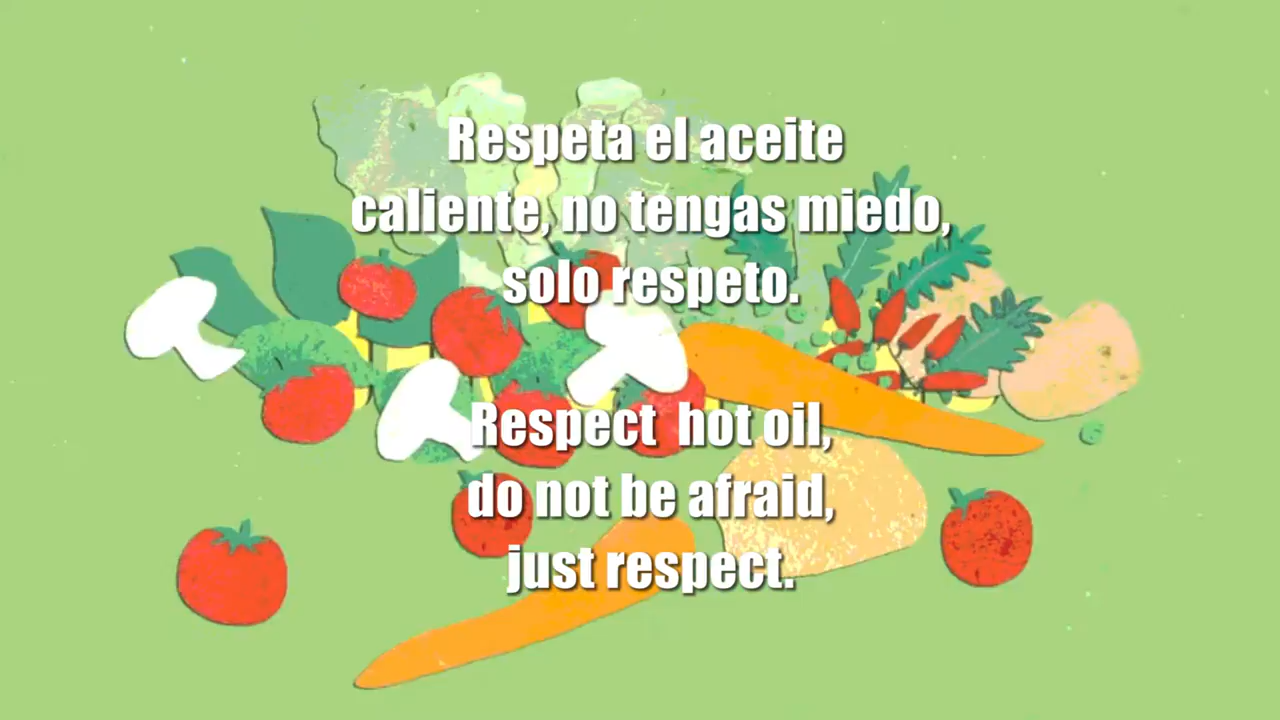 Respeta el aceite
caliente, no tengas miedo,
solo respeto.
Respect  hot oil,
do not be afraid,
just respect.